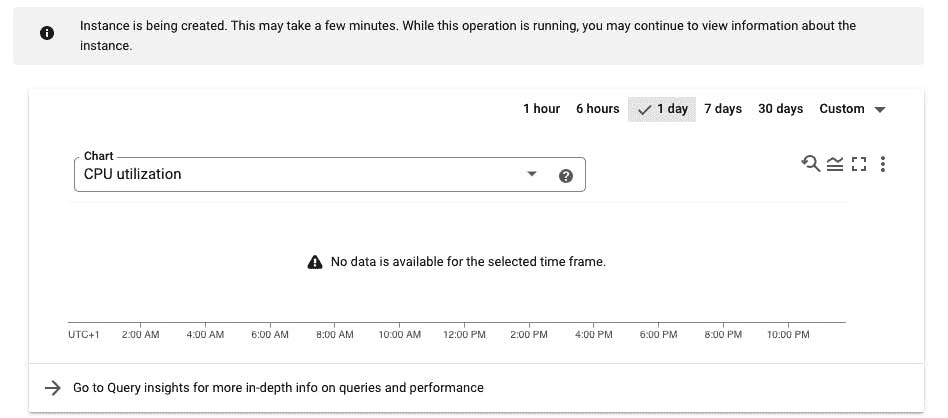 Instance is being created. This may take a few minutes. While this operation is running, you may continue to view information about the
instance.
1 hour 6 hours 1 day 7 days 30 days Custom
Chart
CPU utilization
No data is available for the selected time frame.
UTC+1 2:00 AM 4:00 AM 6:00 AM 8:00 AM 10:00 AM 12:00 PM 2:00 PM 4:00 PM 6:00 PM 8:00 PM 10:00 PM
Go to Query insights for more in-depth info on queries and performance